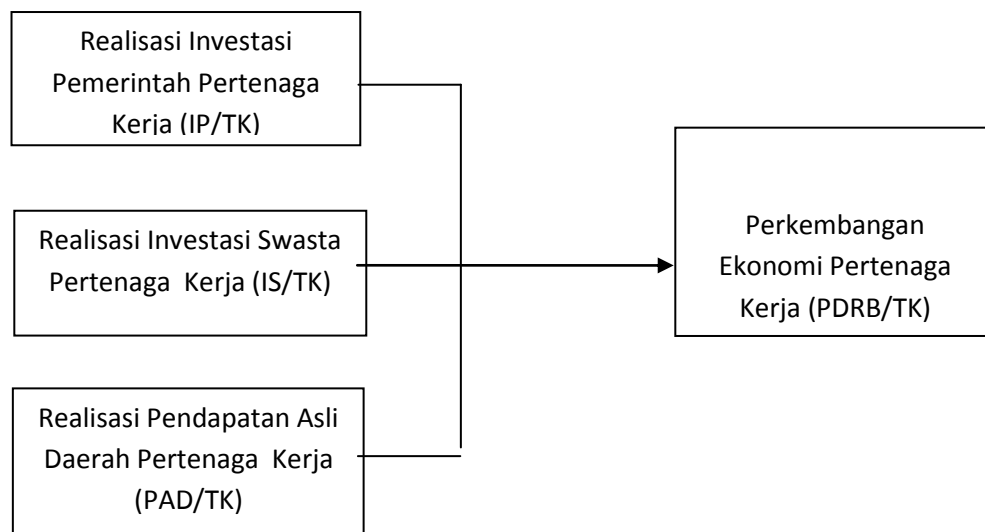 Realisasi Investasi
Pemerintah Pertenaga
Kerja (IP/TK)
Realisasi Investasi Swasta
Pertenaga  Kerja (IS/TK)
Realisasi Pendapatan Asli
Daerah Pertenaga  Kerja
(PAD/TK)
Perkembangan
Ekonomi Pertenaga
Kerja (PDRB/TK)